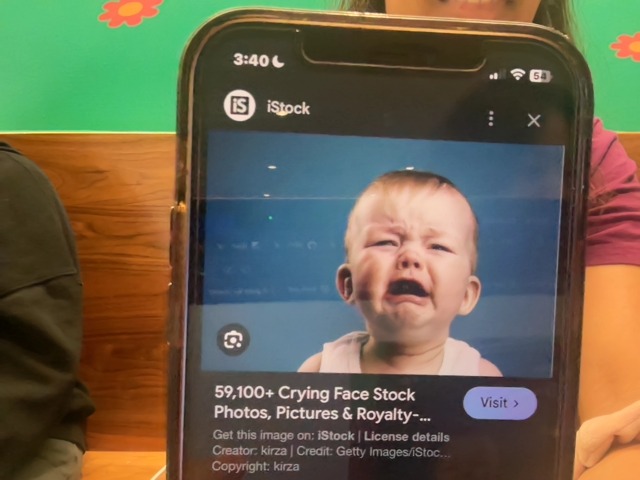 3:40
54
iS iStock
59,100+ Crying Face Stock
Photos, Pictures & Royalty-...
Visit >
Get this image on: iStock | License details
Creator: kirza | Credit: Getty Images/iStoc...
Copyright: kirza